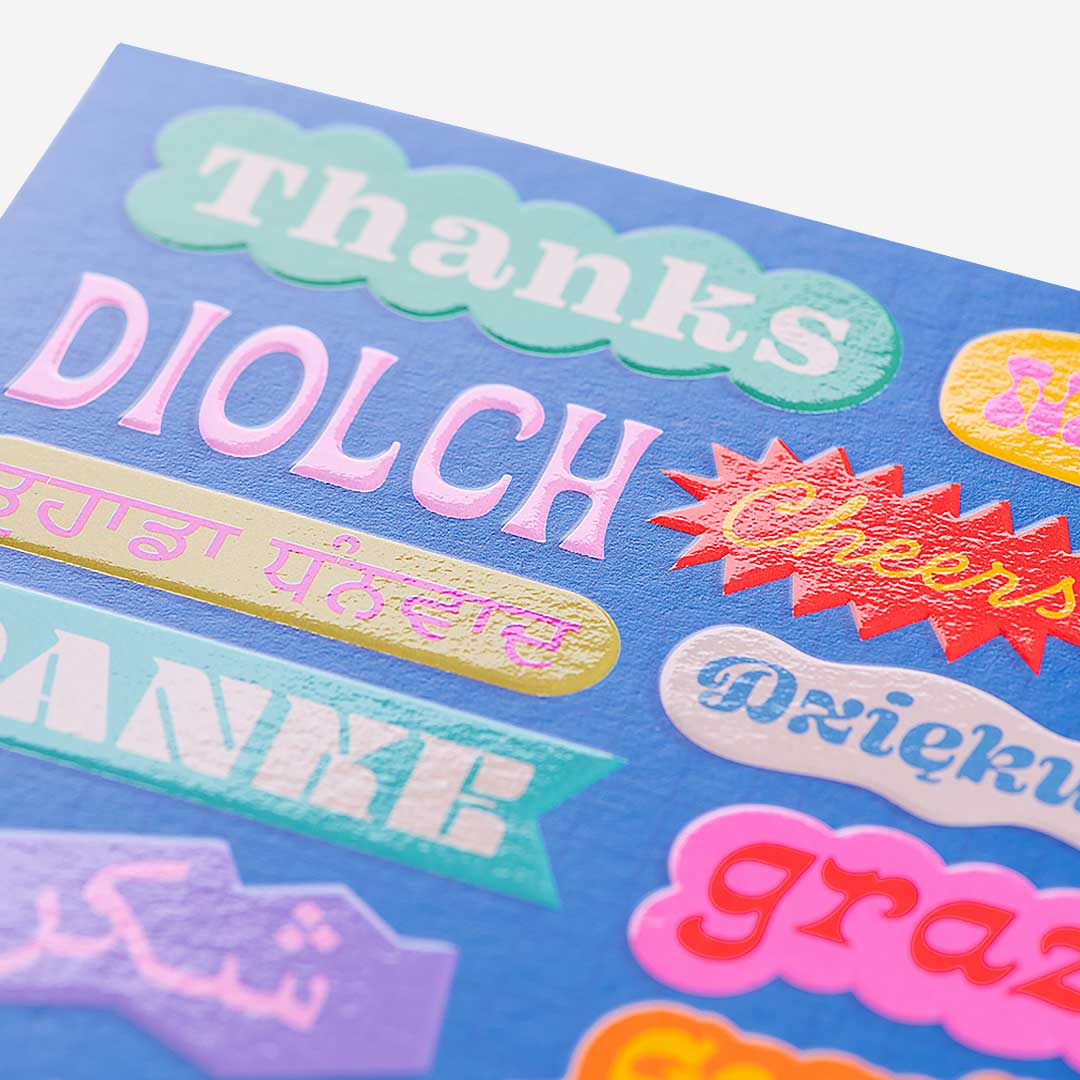 Thanks
DIOLCH
Cheers
ਤੁਹਾਡਾ ਧੰਨਵਾਦ
ANKE
Dzięku
graz
شكر